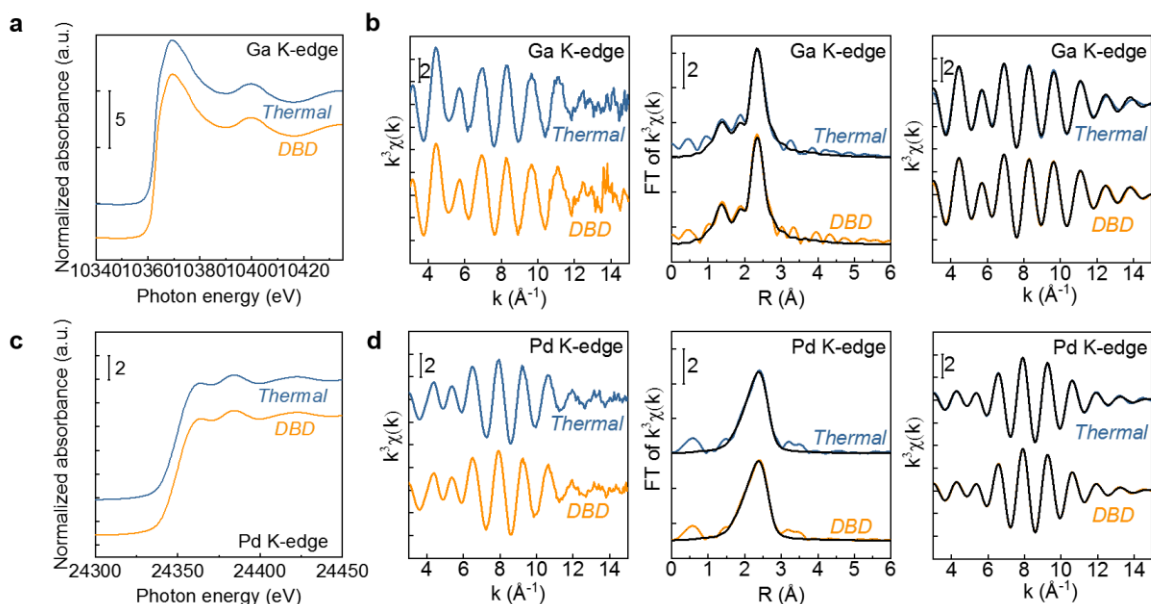 a
Normalized absorbance (a.u.)
Ga K-edge
5
Thermal
DBD
10340 10360 10380 10400 10420
Photon energy (eV)
b
k³χ(k)
2
Ga K-edge
Thermal
DBD
4 6 8 10 12 14
k (Å⁻¹)
FT of k³χ(k)
2
Ga K-edge
Thermal
DBD
0 1 2 3 4 5 6
R (Å)
k³χ(k)
2
Ga K-edge
Thermal
DBD
4 6 8 10 12 14
k (Å⁻¹)
c
Normalized absorbance (a.u.)
2
Thermal
DBD
Pd K-edge
24300 24350 24400 24450
Photon energy (eV)
d
k³χ(k)
2
Pd K-edge
Thermal
DBD
4 6 8 10 12 14
k (Å⁻¹)
FT of k³χ(k)
2
Pd K-edge
Thermal
DBD
0 1 2 3 4 5 6
R (Å)
k³χ(k)
2
Pd K-edge
Thermal
DBD
4 6 8 10 12 14
k (Å⁻¹)